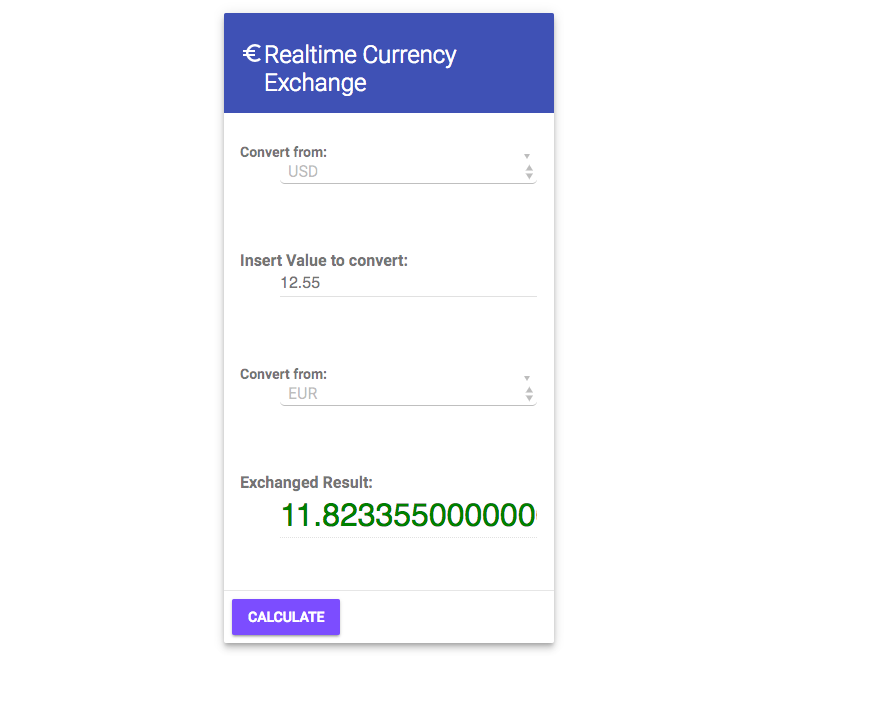 € Realtime Currency
Exchange
Convert from:
USD
Insert Value to convert:
12.55
Convert from:
EUR
Exchanged Result:
11.823355000000
CALCULATE